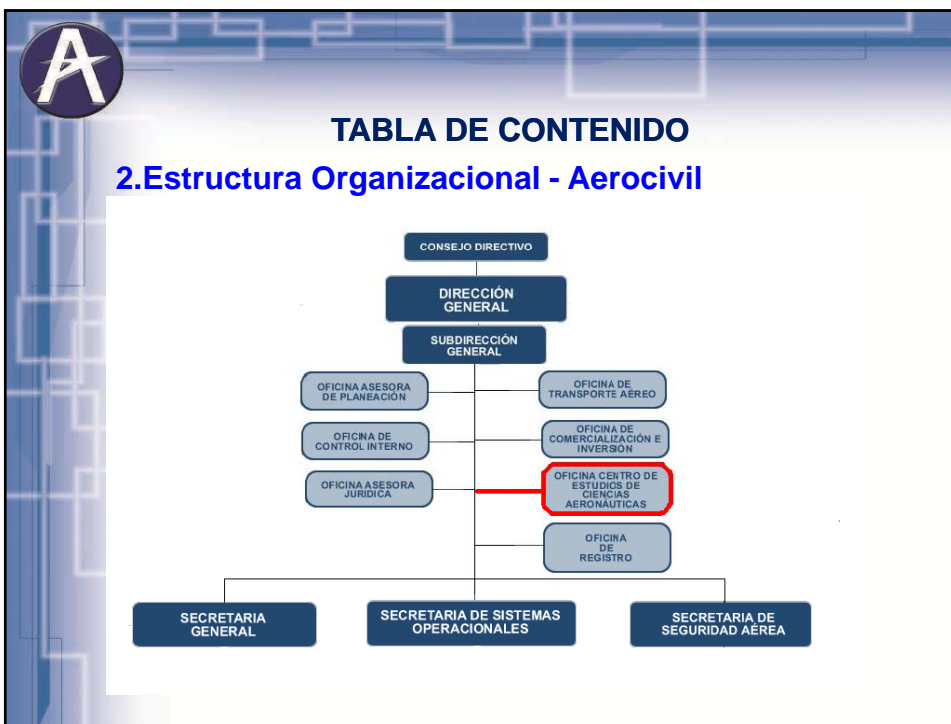 A
TABLA DE CONTENIDO
2.Estructura Organizacional - Aerocivil
CONSEJO DIRECTIVO
DIRECCIÓN
GENERAL
SUBDIRECCIÓN
GENERAL
OFICINA ASESORA
DE PLANEACIÓN
OFICINA DE
TRANSPORTE AÉREO
OFICINA DE
CONTROL INTERNO
OFICINA DE
COMERCIALIZACIÓN E
INVERSIÓN
OFICINA ASESORA
JURIDICA
OFICINA CENTRO DE
ESTUDIOS DE
CIENCIAS
AERONÁUTICAS
OFICINA
DE
REGISTRO
SECRETARIA
GENERAL
SECRETARIA DE SISTEMAS
OPERACIONALES
SECRETARIA DE
SEGURIDAD AÉREA